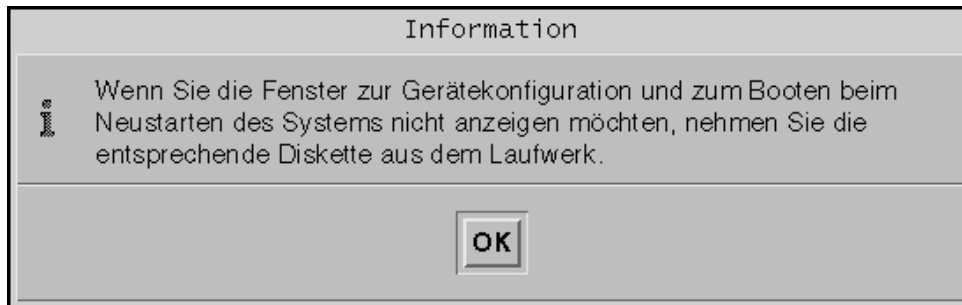 Information
Wenn Sie die Fenster zur Gerätekonfiguration und zum Booten beim
Neustarten des Systems nicht anzeigen möchten, nehmen Sie die
entsprechende Diskette aus dem Laufwerk.
OK